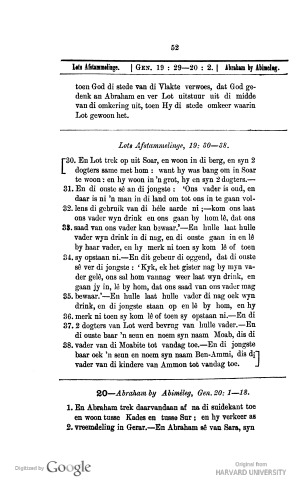 52
Lots Afstammelinge. | GEN. 19 : 29—20 : 2. | Abraham by Abimeleg.
toen God di stede van di Vlakte verwoes, dat God ge-
denk an Abraham en ver Lot uitstuur uit di midde
van di omkering uit, toen Hy di stede omkeer waarin
Lot gewoon het.
Lots Afstammelinge, 19: 30—38.
30. En Lot trek op uit Soar, en woon in di berg, en syn 2
dogters same met hom: want hy was bang om in Soar
te woon: en hy woon in 'n grot, hy en syn 2 dogters.—
31. En di ouste sê an di jongste: 'Ons vader is oud, en
daar is ni 'n man in di land om tot ons in te gaan vol-
32. lens di gebruik van di hêle aarde ni;—kom ons laat
ons vader wyn drink en ons gaan by hom lê, dat ons
33. saad van ons vader kan bewaar.'—En hulle laat hulle
vader wyn drink in di nag, en di ouste gaan in en lê
by haar vader, en hy merk ni toen sy kom lê of toen
34. sy opstaan ni.—En dit gebeur di oggend, dat di ouste
sê ver di jongste: 'Kyk, ek het gister nag by myn va-
der gelê, ons sal hom vannag weer laat wyn drink, en
gaan jy in, lê by hom, dat ons saad van ons vader mag
35. bewaar.'—En hulle laat hulle vader di nag ook wyn
drink, en di jongste staan op en lê by hom, en hy
36. merk ni toen sy kom lê of toen sy opstaan ni.—En di
37. 2 dogters van Lot werd bevrug van hulle vader.—En
di ouste baar 'n seun en noem syn naam Moab, dis di
38. vader van di Moabite tot vandag toe.—En di jongste
baar oek 'n seun en noem syn naam Ben-Ammi, dis di
vader van di kinders van Ammon tot vandag toe.
20—Abraham by Abiméleg, Gen. 20: 1—18.
1. En Abraham trek daarvandaan af na di suidekant toe
en woon tusse Kades en tusse Sur; en hy verkeer as
2. vreemdeling in Gerar.—En Abraham sê van Sara, syn
Digitized by Google
Original from
HARVARD UNIVERSITY